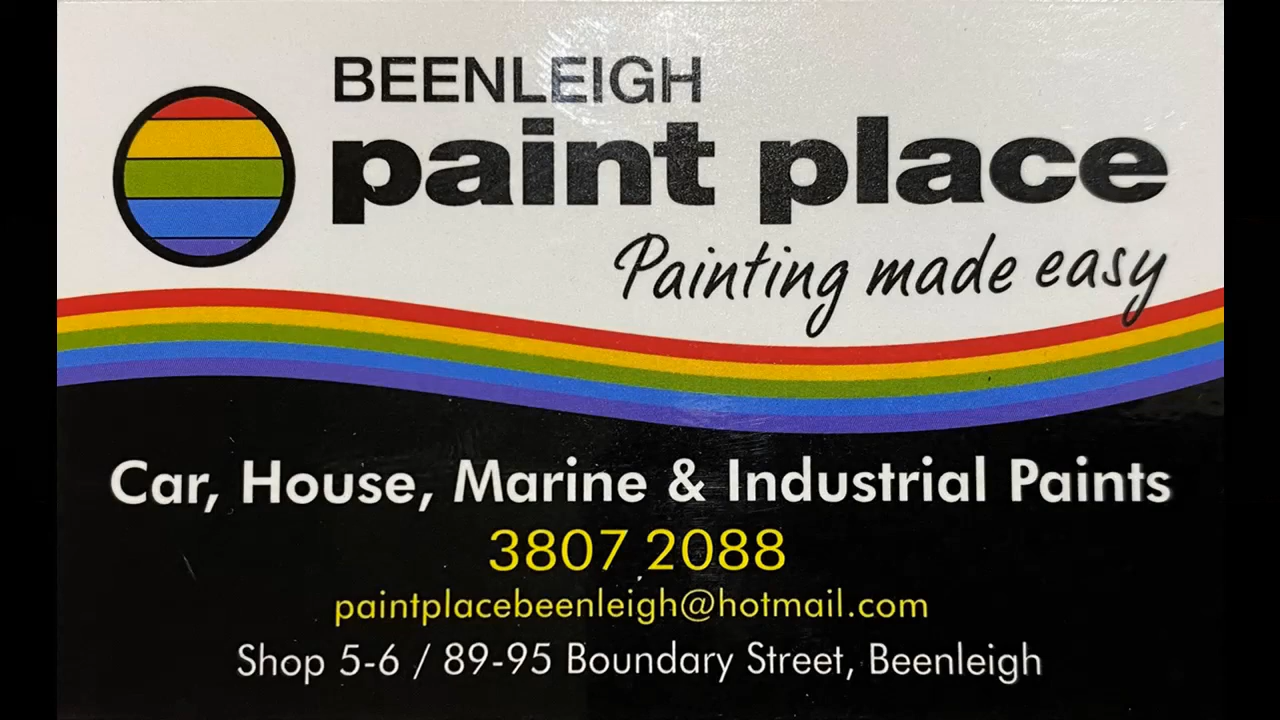 BEENLEIGH
paint place
Painting made easy
Car, House, Marine & Industrial Paints
3807 2088
paintplacebeenleigh@hotmail.com
Shop 5-6 / 89-95 Boundary Street, Beenleigh